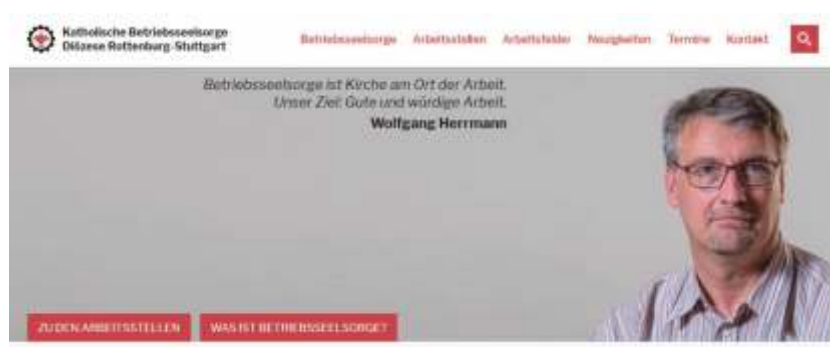 Katholische Betriebsseelsorge
Diözese Rottenburg-Stuttgart
Betriebsseelsorge Arbeitsstellen Arbeitsfelder Neuigkeiten Termine Kontakt
Betriebsseelsorge ist Kirche am Ort der Arbeit.
Unser Ziel: Gute und würdige Arbeit.
Wolfgang Herrmann
ZU DEN ARBEITSSTELLEN WAS IST BETRIEBSSEELSORGE?